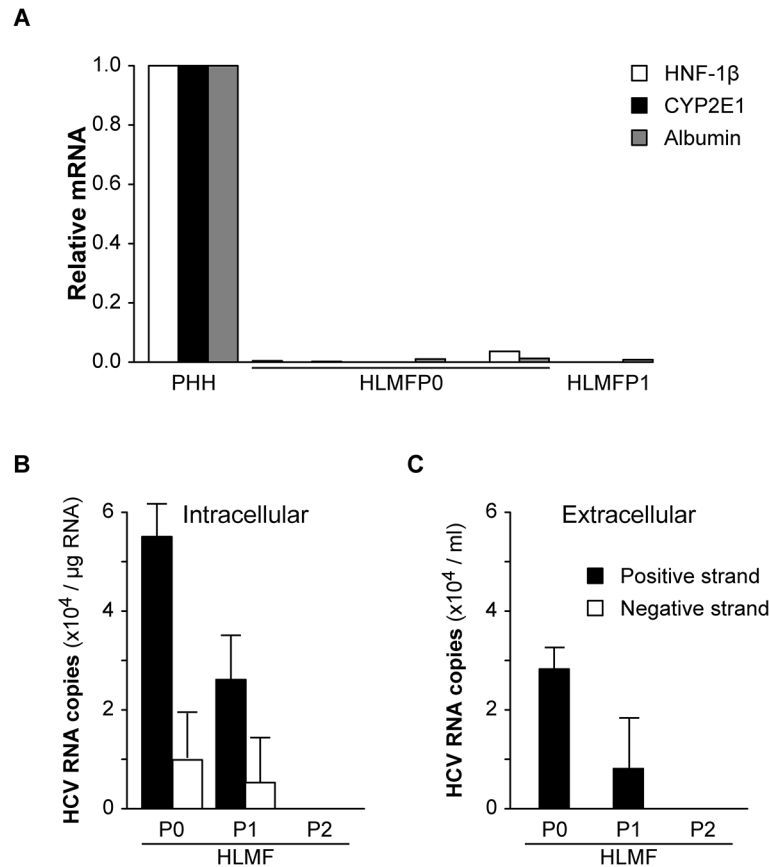 A
Relative mRNA
1.0
0.8
0.6
0.4
0.2
0.0
HNF-1β
CYP2E1
Albumin
PHH
HLMFP0
HLMFP1
B
HCV RNA copies (x10⁴ / µg RNA)
Intracellular
6
4
2
0
P0 P1 P2
HLMF
C
HCV RNA copies (x10⁴ / ml)
Extracellular
6
4
2
0
Positive strand
Negative strand
P0 P1 P2
HLMF